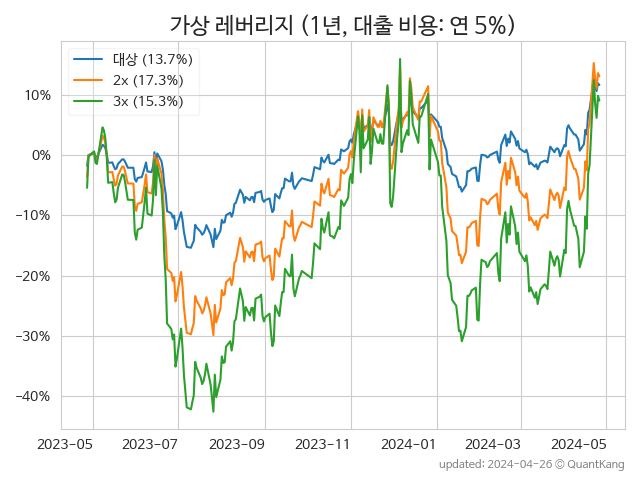 가상 레버리지 (1년, 대출 비용: 연 5%)
대상 (13.7%)
2x (17.3%)
3x (15.3%)
10%
0%
−10%
−20%
−30%
−40%
2023-05 2023-07 2023-09 2023-11 2024-01 2024-03 2024-05
updated: 2024-04-26 © QuantKang